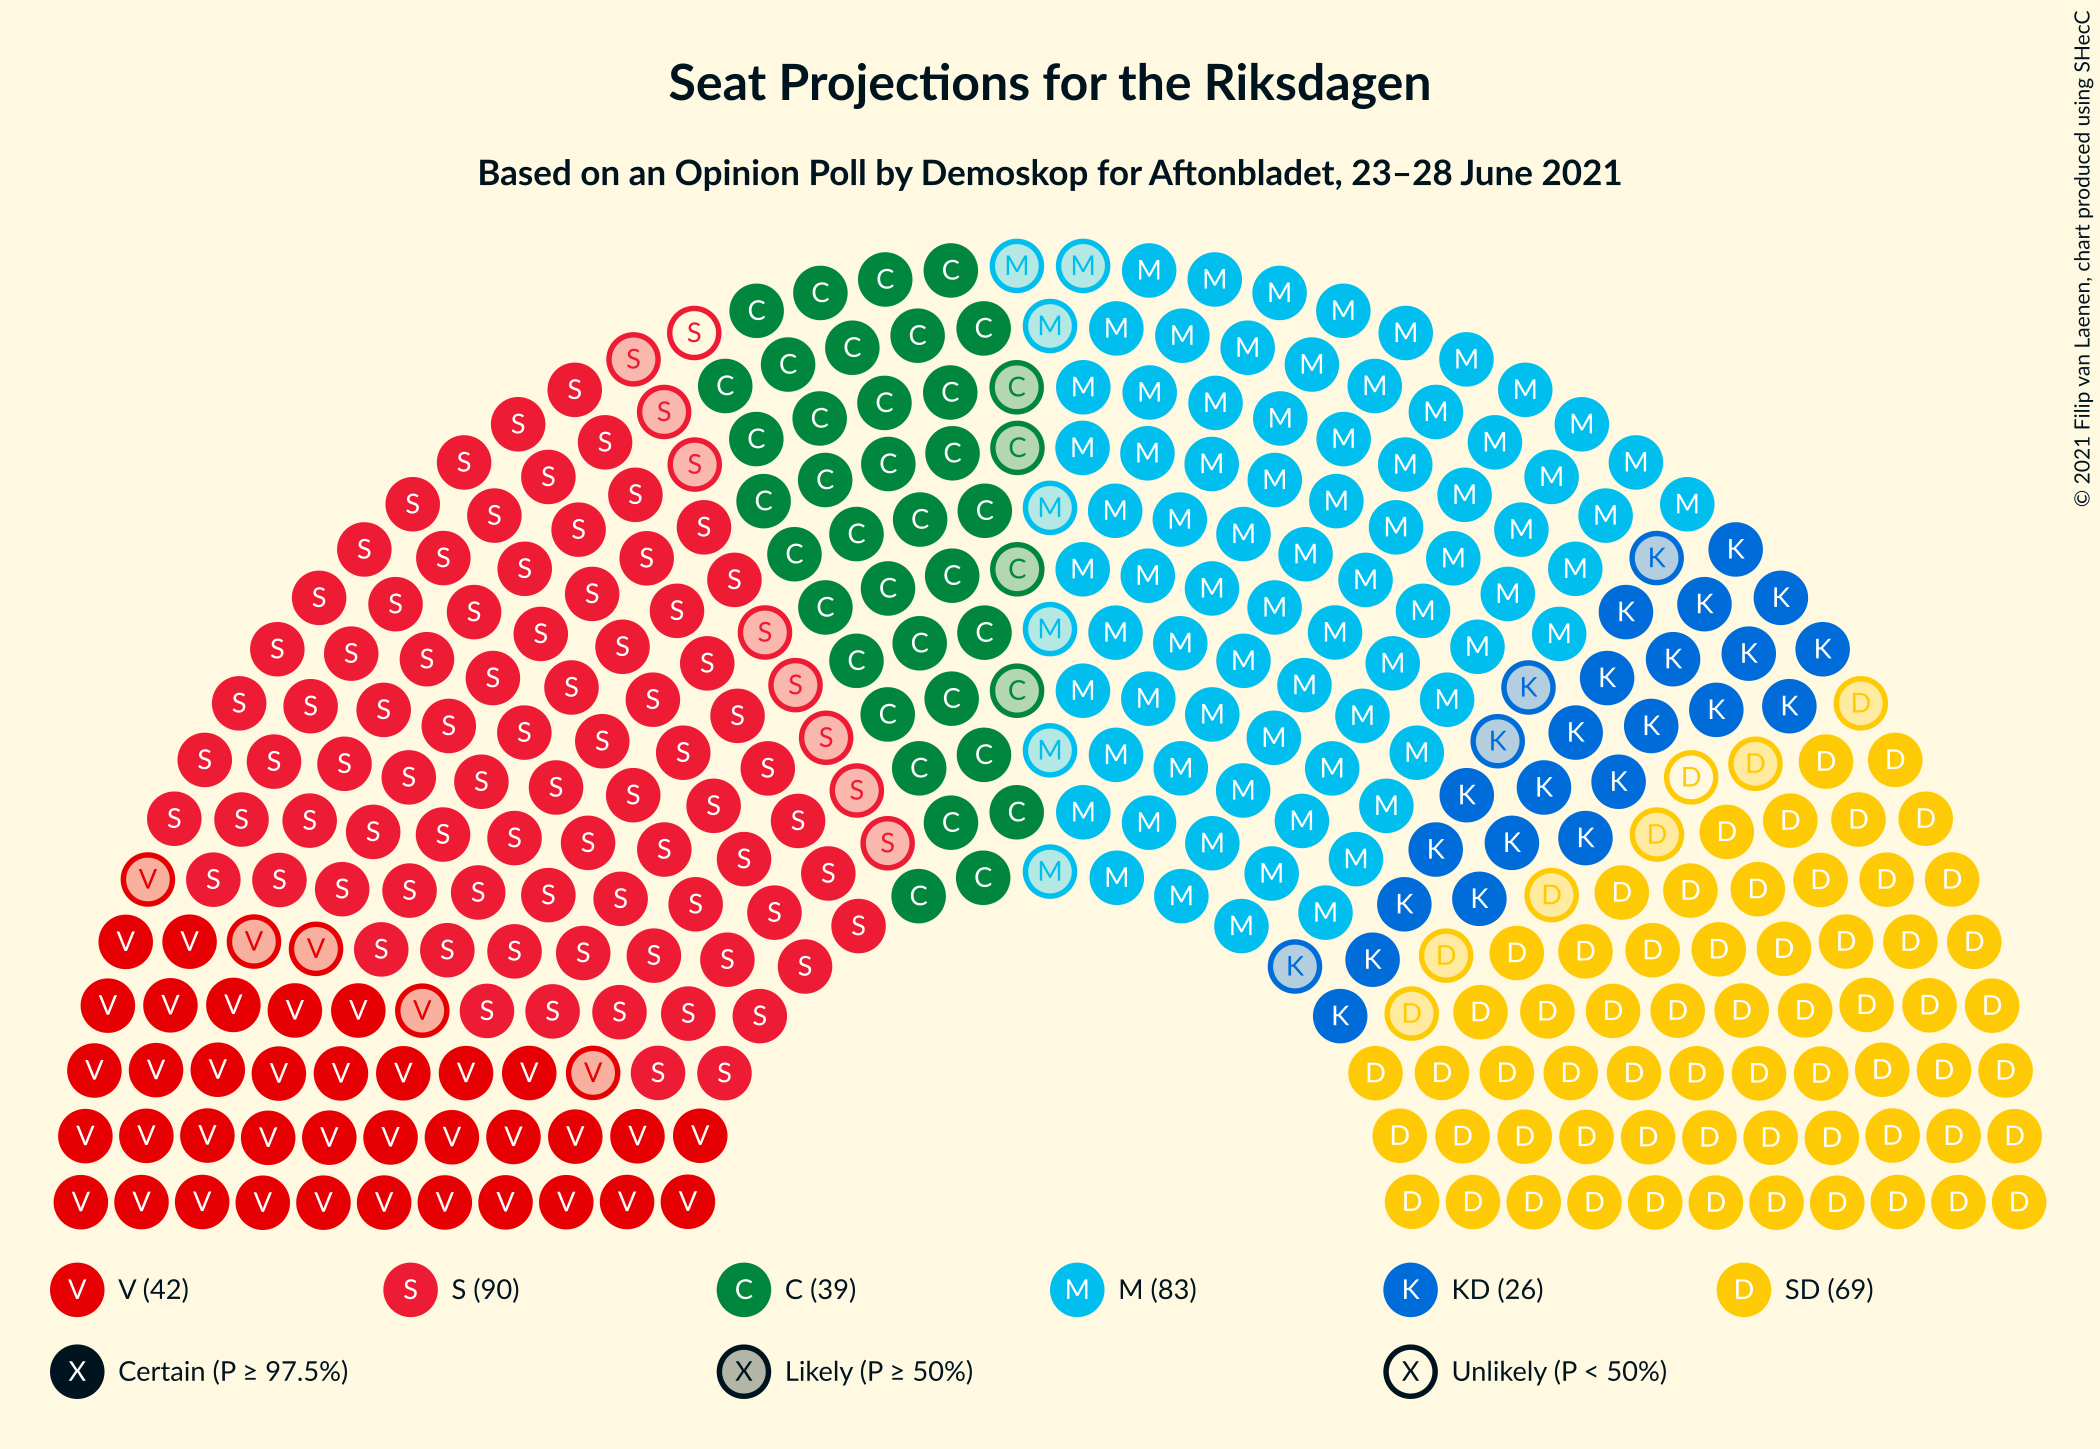 Seat Projections for the Riksdagen
Based on an Opinion Poll by Demoskop for Aftonbladet, 23–28 June 2021
© 2021 Filip van Laenen, chart produced using SHecC
V V (42) S S (90) C C (39) M M (83) K KD (26) D SD (69)
X Certain (P ≥ 97.5%) X Likely (P ≥ 50%) X Unlikely (P < 50%)